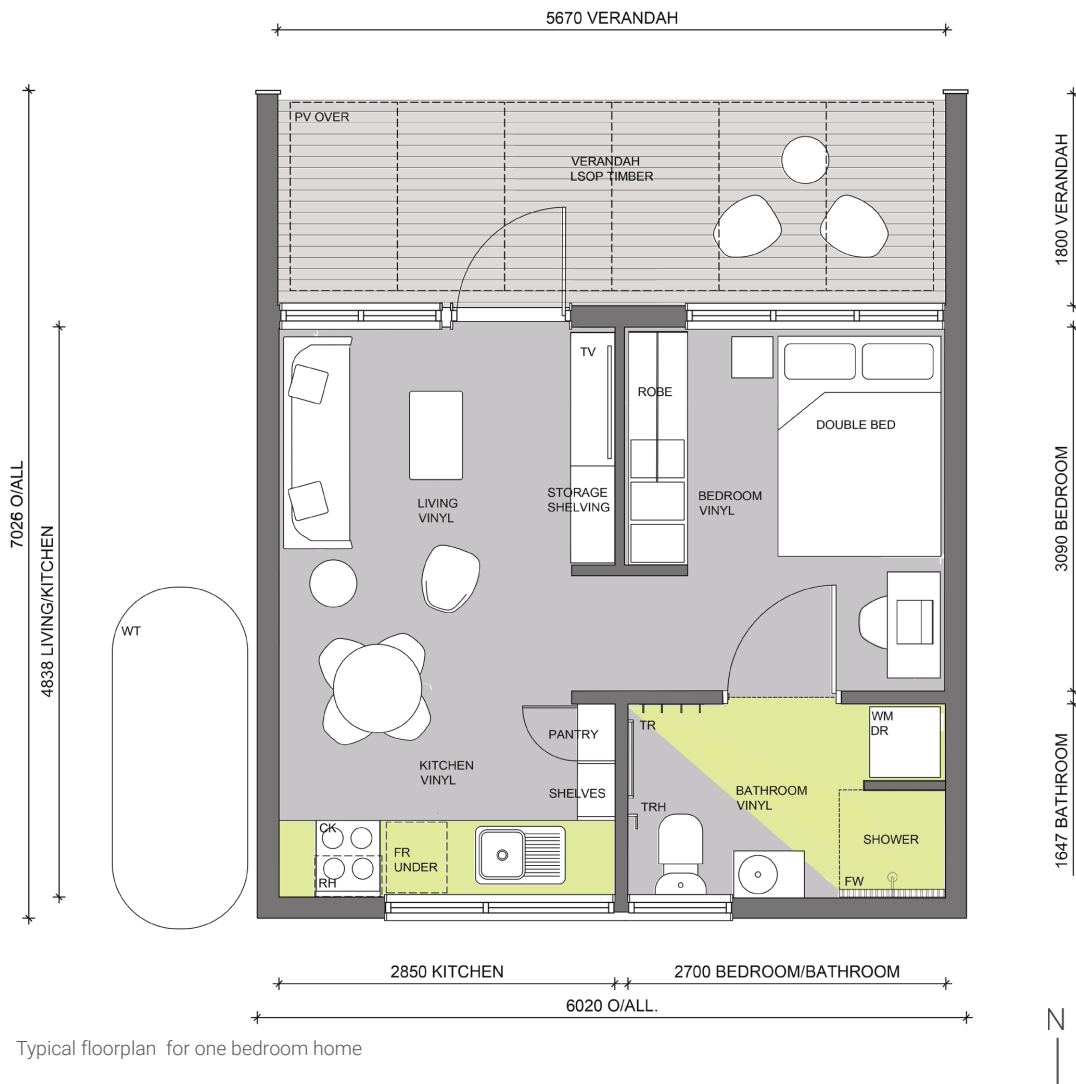 5670 VERANDAH
PV OVER
VERANDAH
LSOP TIMBER
1800 VERANDAH
TV
ROBE
DOUBLE BED
STORAGE
SHELVING
LIVING
VINYL
BEDROOM
VINYL
7026 O/ALL
4838 LIVING/KITCHEN
3090 BEDROOM
WT
PANTRY
SHELVES
KITCHEN
VINYL
TR
TRH
WM
DR
BATHROOM
VINYL
SHOWER
FW
1647 BATHROOM
CK
RH
FR
UNDER
2850 KITCHEN
2700 BEDROOM/BATHROOM
6020 O/ALL.
N
Typical floorplan for one bedroom home